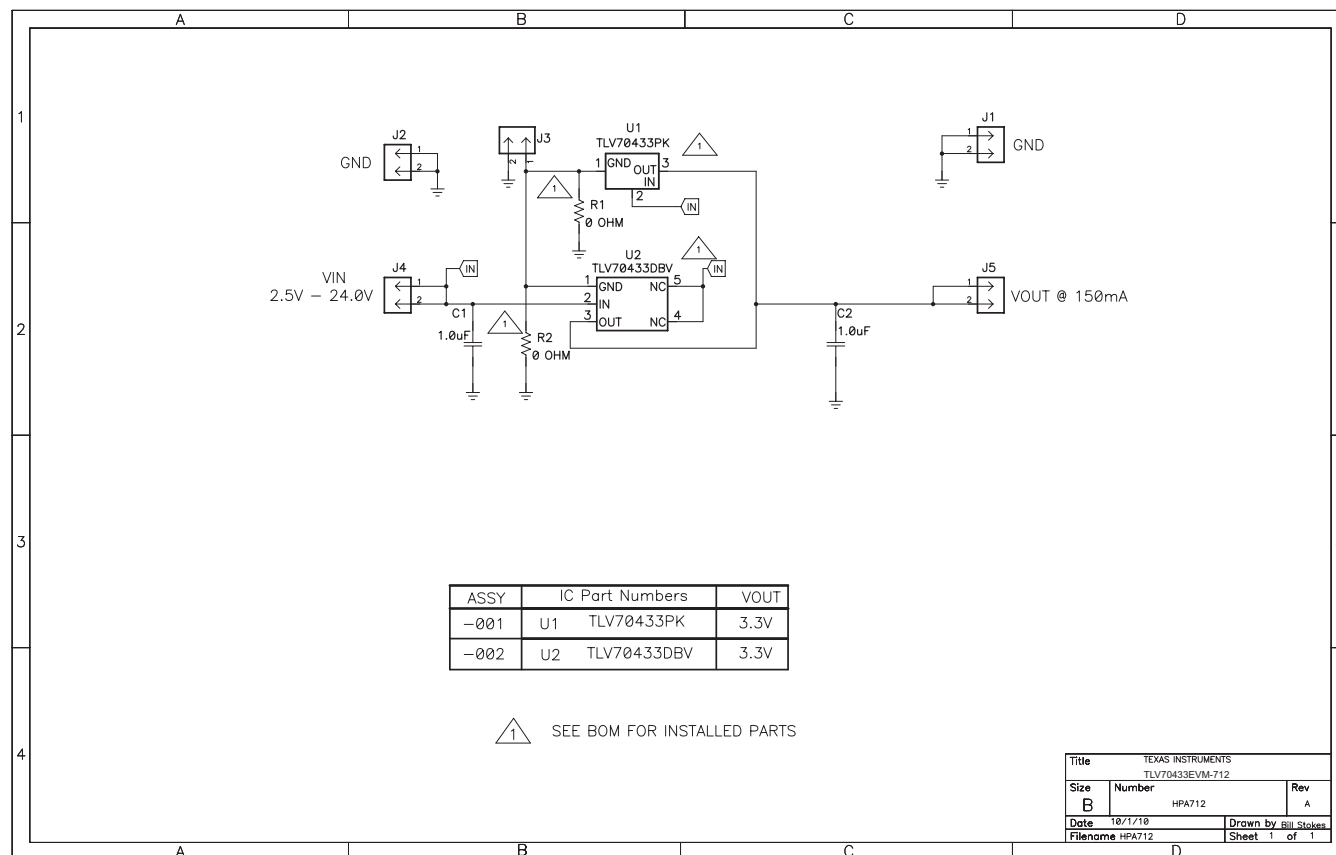 A B C D
1
J2
GND
1
2
J3
2
1
U1
TLV70433PK
1
1 GND OUT 3
IN
2
IN
1
R1
0 OHM
J1
1
2
GND
VIN
2.5V – 24.0V
J4
1
2
IN
C1
1.0uF
1
R2
0 OHM
U2
TLV70433DBV
1
1 GND NC 5
2 IN
3 OUT NC 4
IN
C2
1.0uF
J5
1
2
VOUT @ 150mA
2
3
ASSY IC Part Numbers VOUT
–001 U1 TLV70433PK 3.3V
–002 U2 TLV70433DBV 3.3V
1 SEE BOM FOR INSTALLED PARTS
4
Title TEXAS INSTRUMENTS
TLV70433EVM-712
Size Number Rev
B HPA712 A
Date 10/1/10 Drawn by Bill Stokes
Filename HPA712 Sheet 1 of 1
A B C D